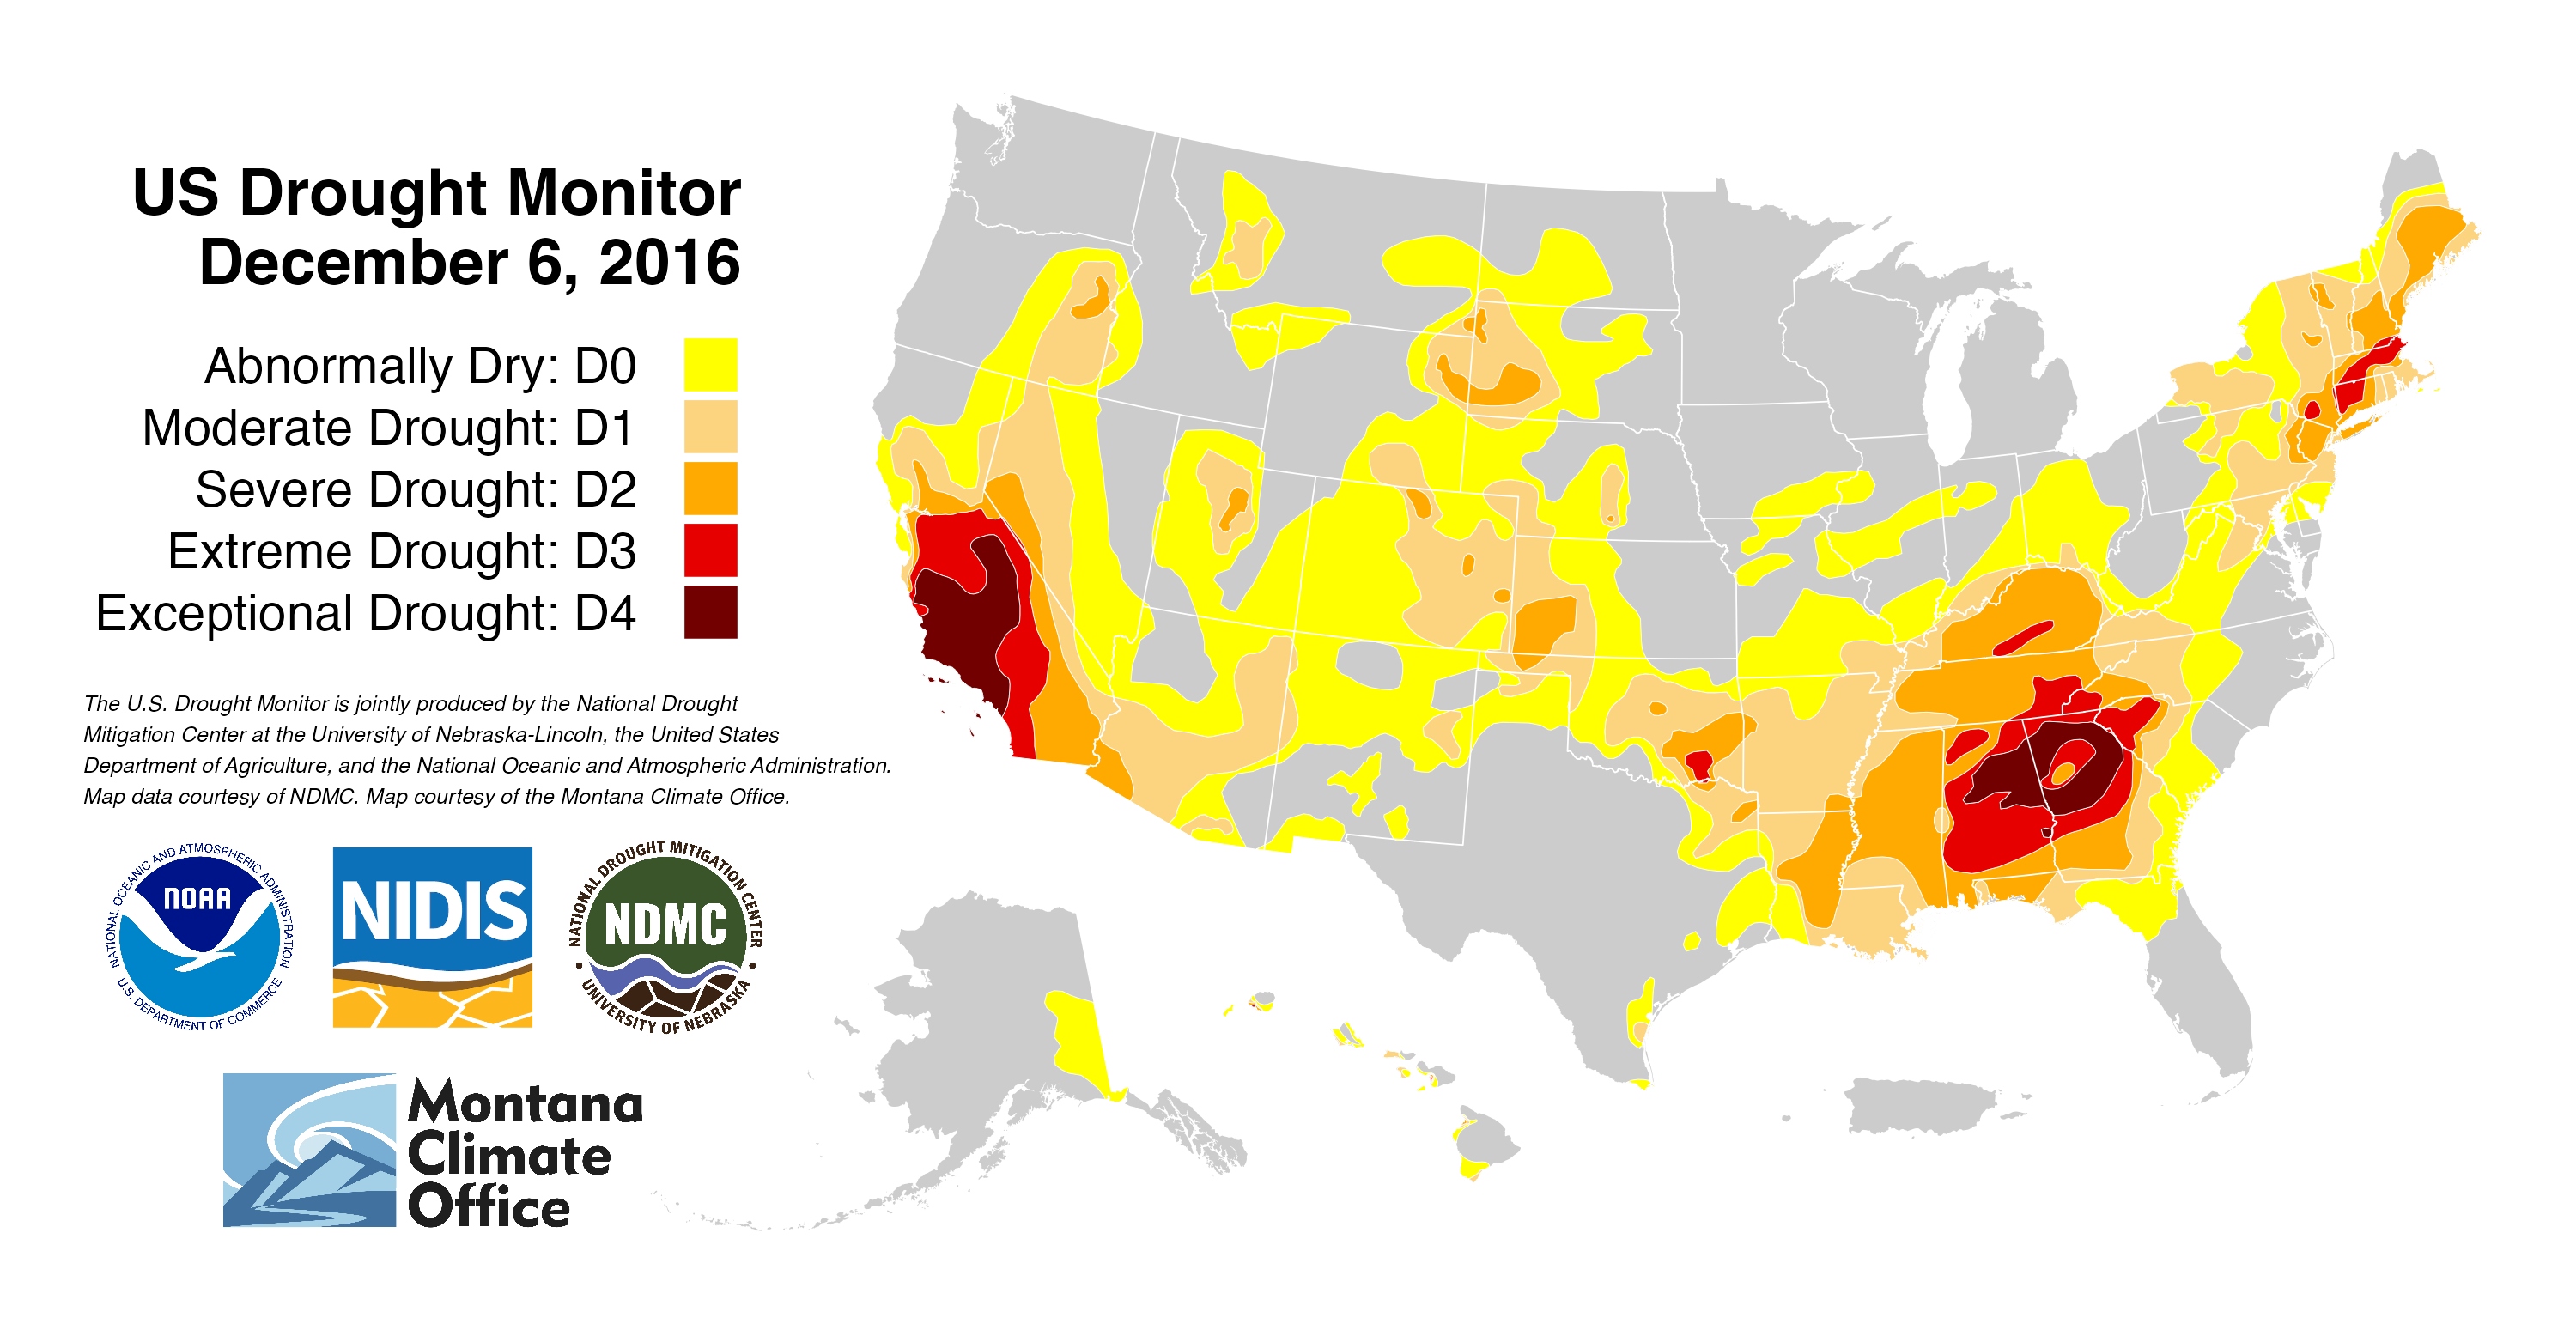 US Drought Monitor
December 6, 2016
Abnormally Dry: D0
Moderate Drought: D1
Severe Drought: D2
Extreme Drought: D3
Exceptional Drought: D4
The U.S. Drought Monitor is jointly produced by the National Drought
Mitigation Center at the University of Nebraska-Lincoln, the United States
Department of Agriculture, and the National Oceanic and Atmospheric Administration.
Map data courtesy of NDMC. Map courtesy of the Montana Climate Office.
NATIONAL OCEANIC AND ATMOSPHERIC ADMINISTRATION
NOAA
U.S. DEPARTMENT OF COMMERCE
NIDIS
NATIONAL DROUGHT MITIGATION CENTER
NDMC
UNIVERSITY OF NEBRASKA
Montana
Climate
Office